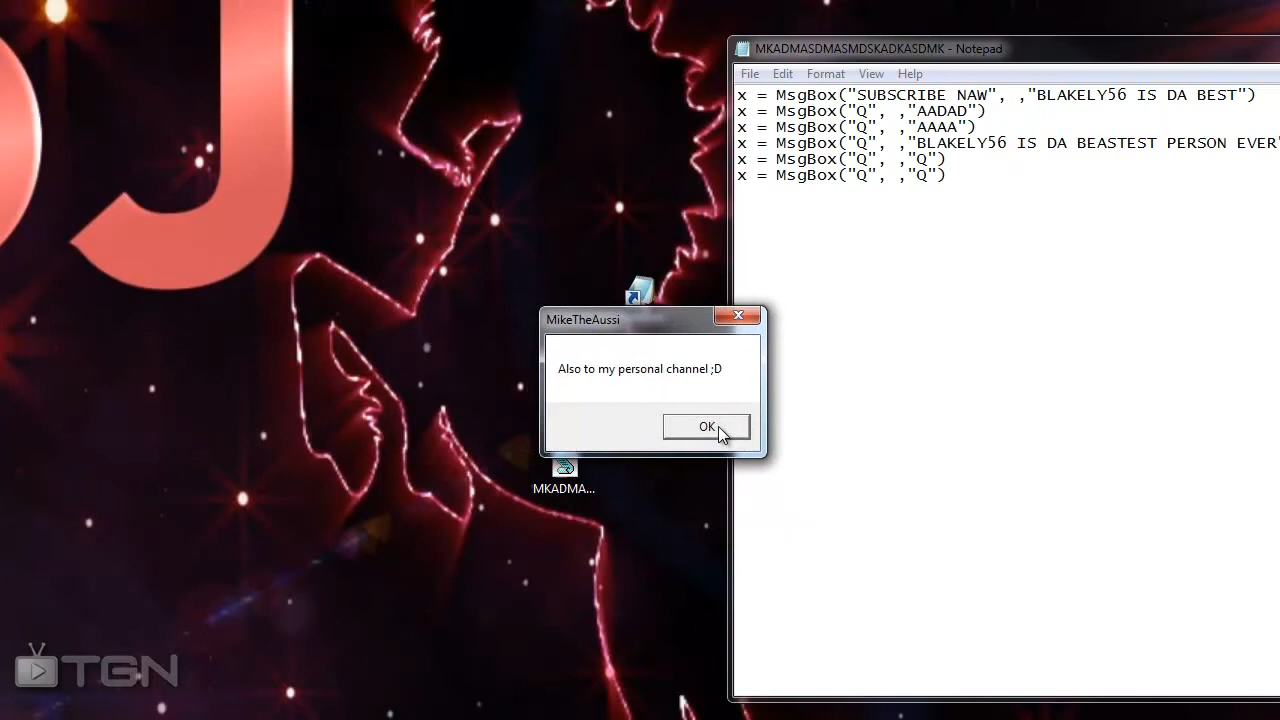 J
MKADMASDMASMDSKADKASDMK - Notepad
File Edit Format View Help
x = MsgBox("SUBSCRIBE NAW", ,"BLAKELY56 IS DA BEST")
x = MsgBox("Q", ,"AADAD")
x = MsgBox("Q", ,"AAAA")
x = MsgBox("Q", ,"BLAKELY56 IS DA BEASTEST PERSON EVER"
x = MsgBox("Q", ,"Q")
x = MsgBox("Q", ,"Q")
MikeTheAussi
Also to my personal channel ;D
OK
MKADMA...
TGN